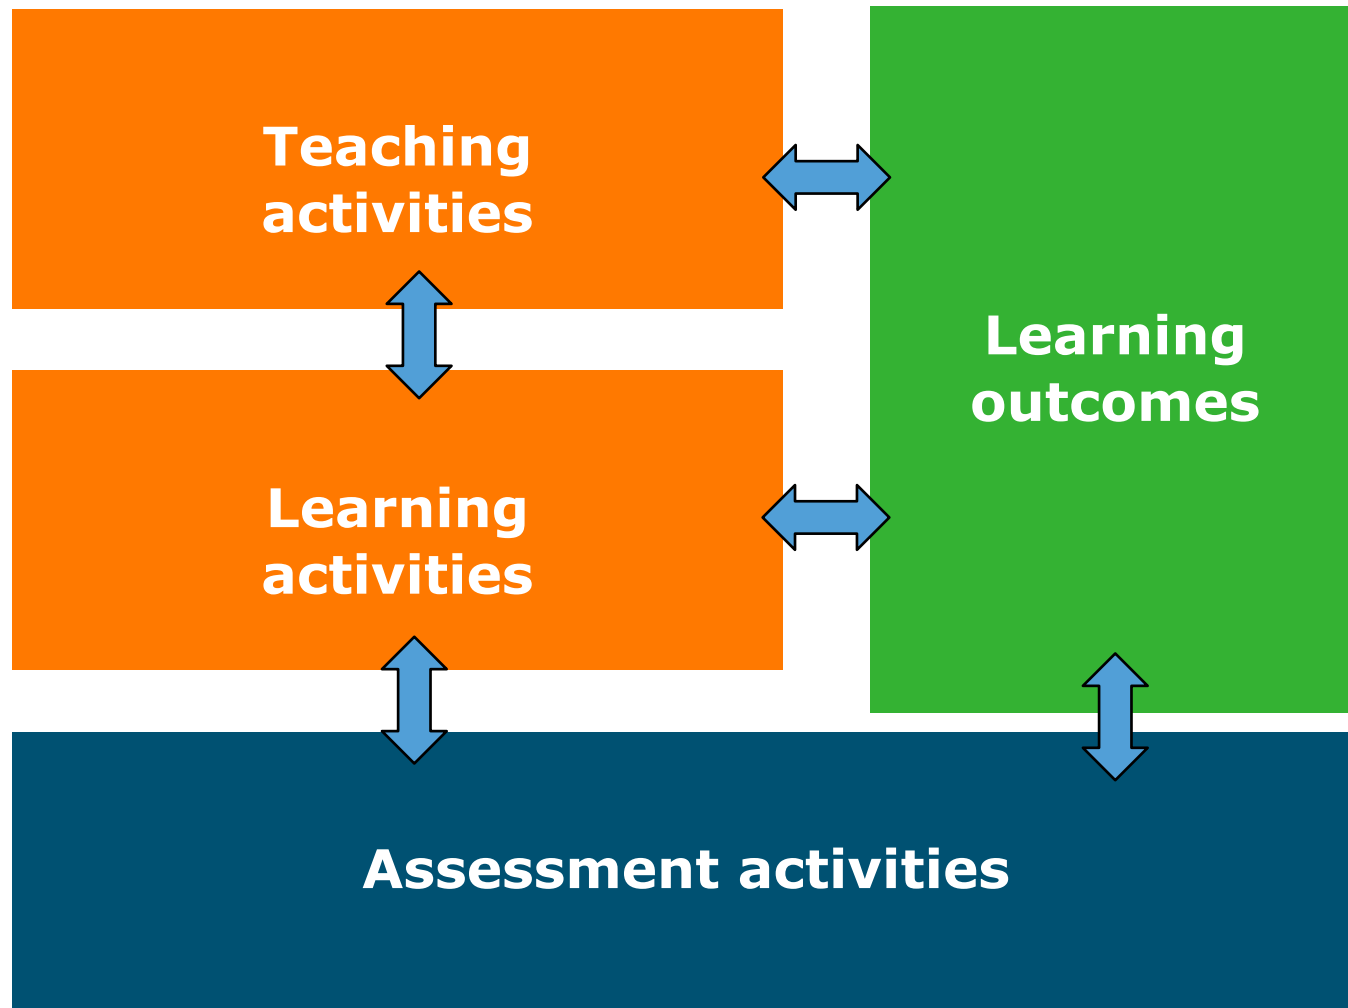 Teaching
activities
Learning
outcomes
Learning
activities
Assessment activities